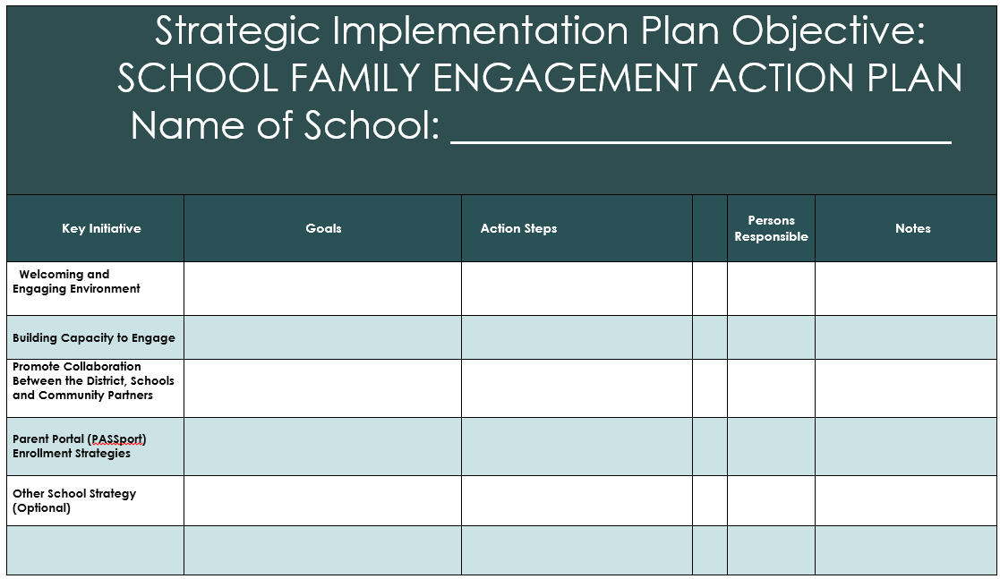 Strategic Implementation Plan Objective:
SCHOOL FAMILY ENGAGEMENT ACTION PLAN
Name of School: ___________________________
Key Initiative
Goals
Action Steps
Persons
Responsible
Notes
Welcoming and
Engaging Environment
Building Capacity to Engage
Promote Collaboration
Between the District, Schools
and Community Partners
Parent Portal (PASSport)
Enrollment Strategies
Other School Strategy
(Optional)